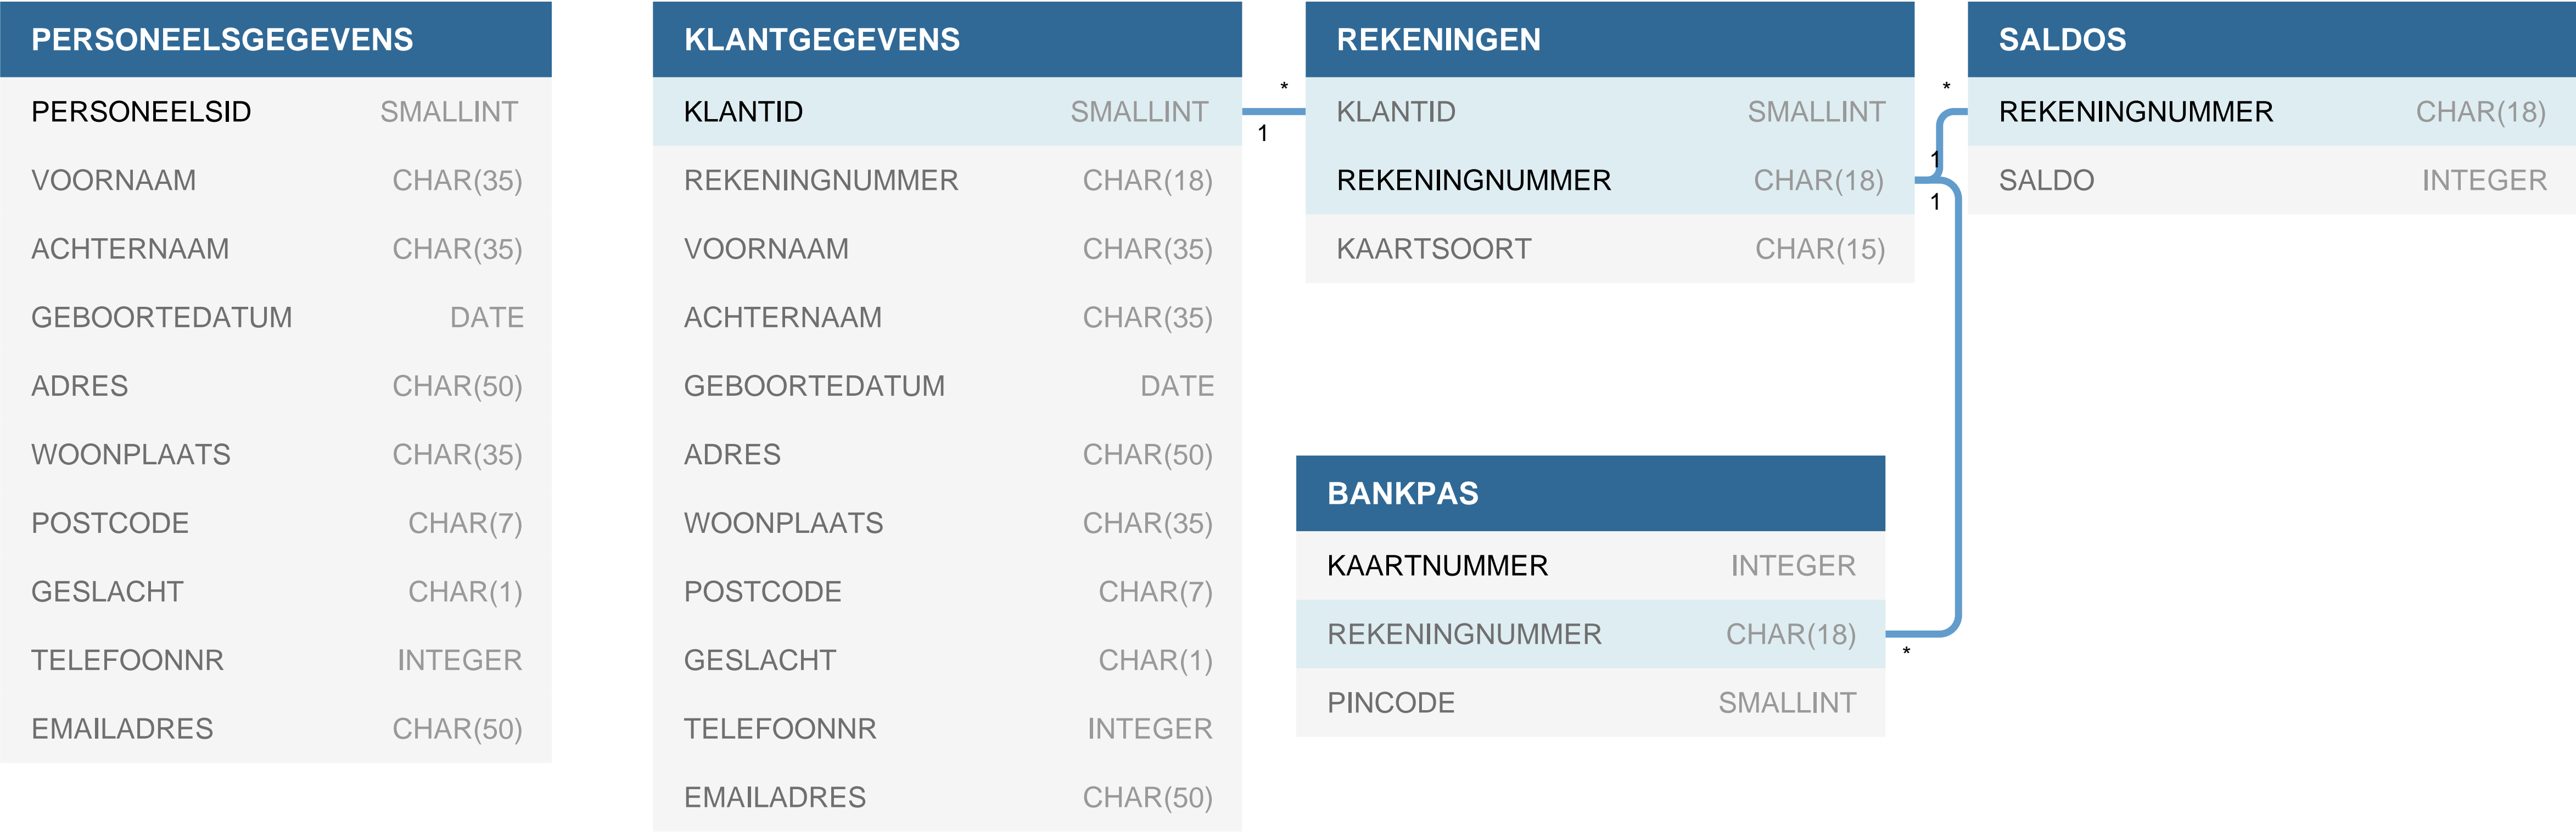 PERSONEELSGEGEVENS
PERSONEELSID SMALLINT
VOORNAAM CHAR(35)
ACHTERNAAM CHAR(35)
GEBOORTEDATUM DATE
ADRES CHAR(50)
WOONPLAATS CHAR(35)
POSTCODE CHAR(7)
GESLACHT CHAR(1)
TELEFOONNR INTEGER
EMAILADRES CHAR(50)
KLANTGEGEVENS
KLANTID SMALLINT
REKENINGNUMMER CHAR(18)
VOORNAAM CHAR(35)
ACHTERNAAM CHAR(35)
GEBOORTEDATUM DATE
ADRES CHAR(50)
WOONPLAATS CHAR(35)
POSTCODE CHAR(7)
GESLACHT CHAR(1)
TELEFOONNR INTEGER
EMAILADRES CHAR(50)
*
1
REKENINGEN
KLANTID SMALLINT
REKENINGNUMMER CHAR(18)
KAARTSOORT CHAR(15)
*
1
1
SALDOS
REKENINGNUMMER CHAR(18)
SALDO INTEGER
BANKPAS
KAARTNUMMER INTEGER
REKENINGNUMMER CHAR(18)
PINCODE SMALLINT
*